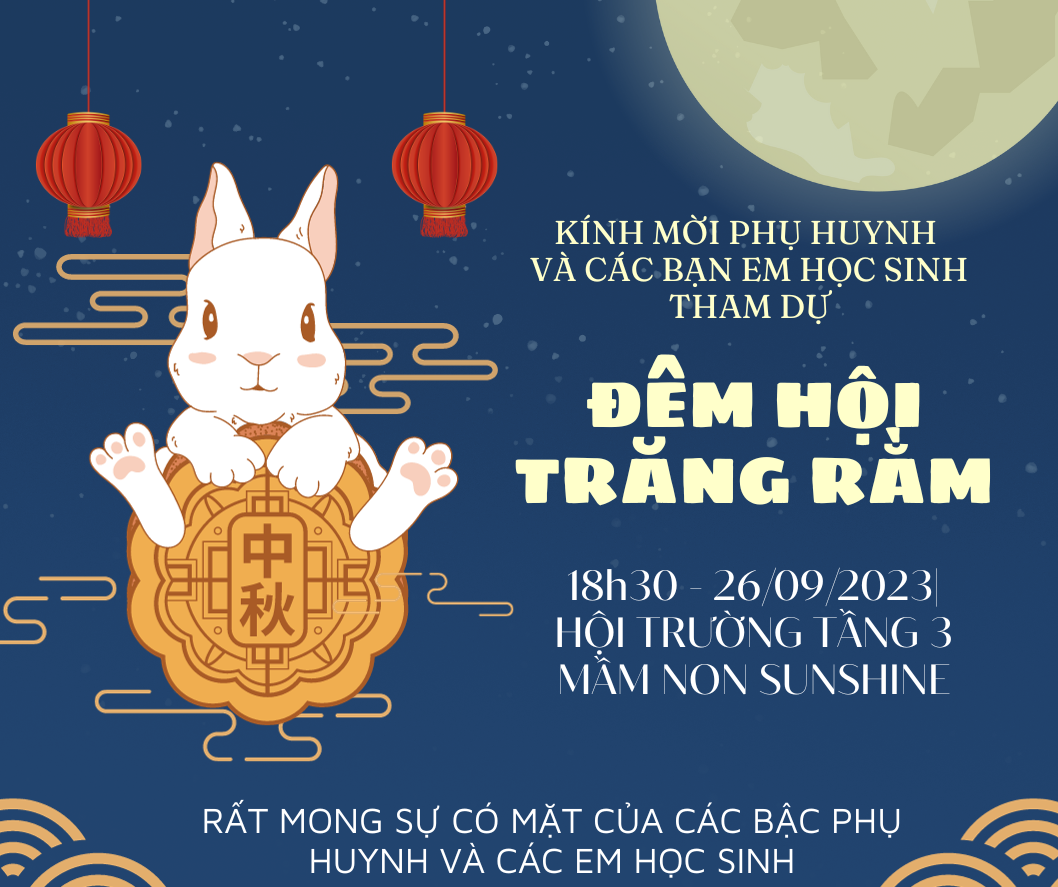 KÍNH MỜI PHỤ HUYNH
VÀ CÁC BẠN EM HỌC SINH
THAM DỰ
ĐÊM HỘI
TRĂNG RẰM
中
秋
18h30 - 26/09/2023|
HỘI TRƯỜNG TẦNG 3
MẦM NON SUNSHINE
RẤT MONG SỰ CÓ MẶT CỦA CÁC BẬC PHỤ
HUYNH VÀ CÁC EM HỌC SINH